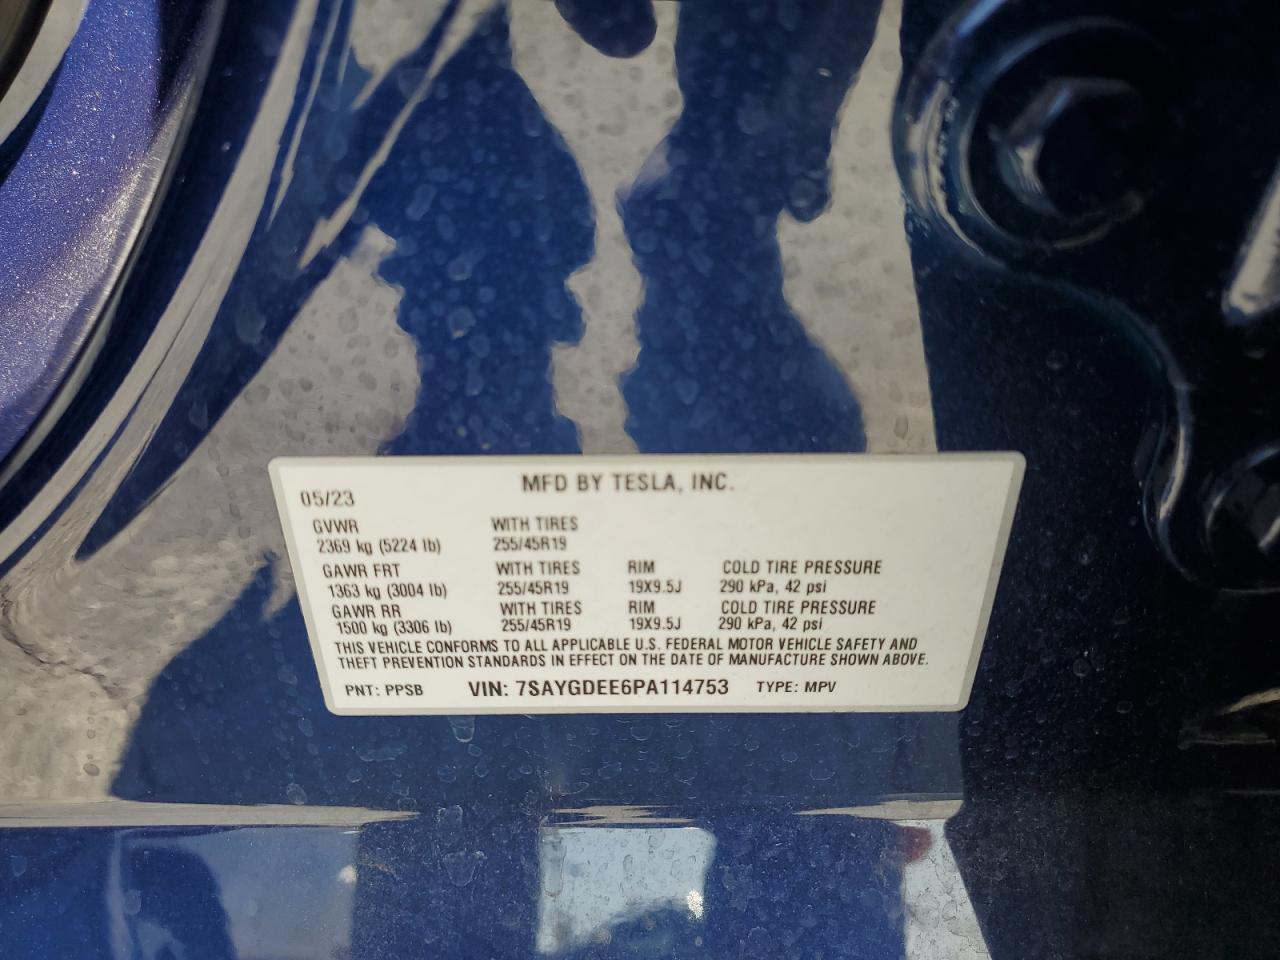 MFD BY TESLA, INC.
05/23
GVWR WITH TIRES
2369 kg (5224 lb) 255/45R19
GAWR FRT WITH TIRES RIM COLD TIRE PRESSURE
1363 kg (3004 lb) 255/45R19 19X9.5J 290 kPa, 42 psi
GAWR RR WITH TIRES RIM COLD TIRE PRESSURE
1500 kg (3306 lb) 255/45R19 19X9.5J 290 kPa, 42 psi
THIS VEHICLE CONFORMS TO ALL APPLICABLE U.S. FEDERAL MOTOR VEHICLE SAFETY AND
THEFT PREVENTION STANDARDS IN EFFECT ON THE DATE OF MANUFACTURE SHOWN ABOVE.
PNT: PPSB VIN: 7SAYGDEE6PA114753 TYPE: MPV